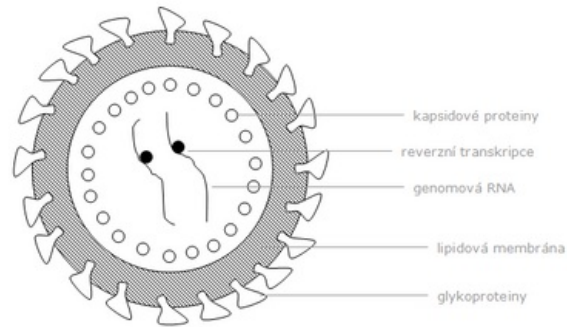 kapsidové proteiny
reverzní transkripce
genomová RNA
lipidová membrána
glykoproteiny